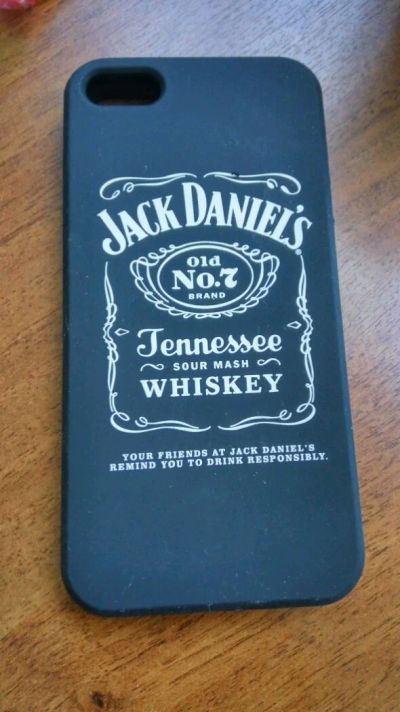 JACK DANIEL'S
Old
No.7
BRAND
Tennessee
SOUR MASH
WHISKEY
YOUR FRIENDS AT JACK DANIEL'S
REMIND YOU TO DRINK RESPONSIBLY.